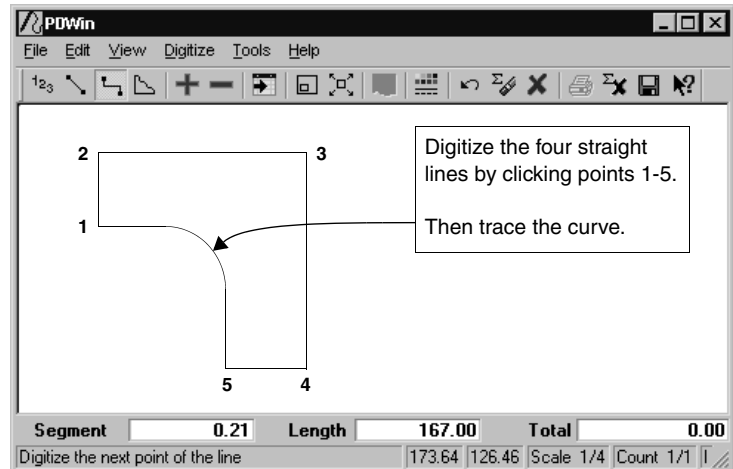 PDWin
File Edit View Digitize Tools Help
123
Σ Σ ?
2 3
1
5 4
Digitize the four straight
lines by clicking points 1-5.
Then trace the curve.
Segment 0.21 Length 167.00 Total 0.00
Digitize the next point of the line 173.64 126.46 Scale 1/4 Count 1/1 I